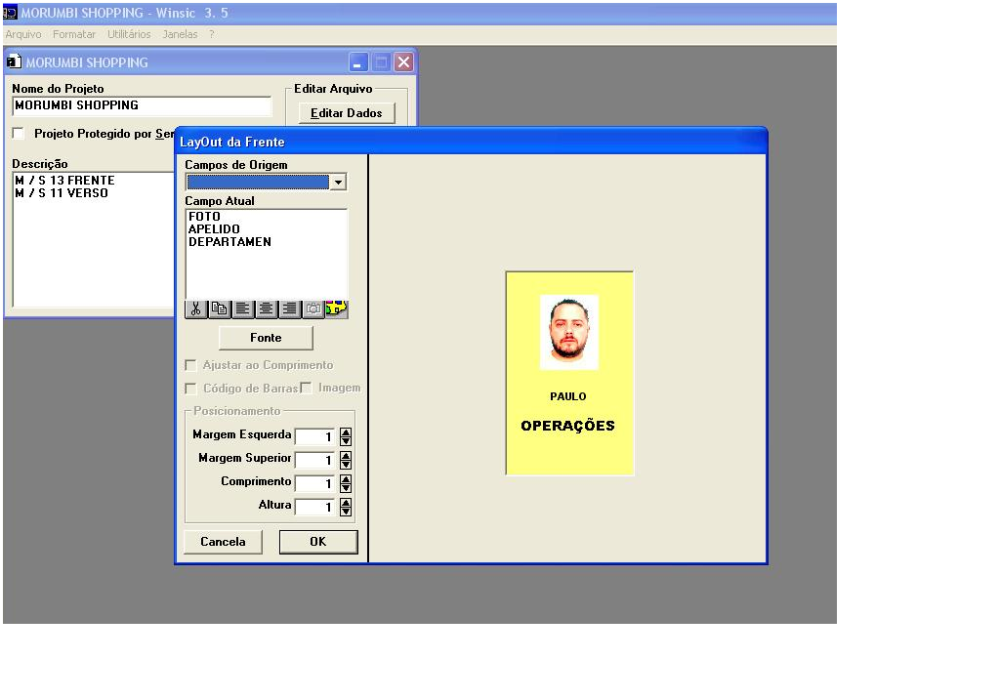 MORUMBI SHOPPING - Winsic 3. 5
Arquivo Formatar Utilitários Janelas ?
MORUMBI SHOPPING
Nome do Projeto
MORUMBI SHOPPING
Editar Arquivo
Editar Dados
Projeto Protegido por Ser
Descrição
M / S 13 FRENTE
M / S 11 VERSO
LayOut da Frente
Campos de Origem
Campo Atual
FOTO
APELIDO
DEPARTAMEN
Fonte
Ajustar ao Comprimento
Código de Barras Imagem
Posicionamento
Margem Esquerda 1
Margem Superior 1
Comprimento 1
Altura 1
Cancela OK
PAULO
OPERAÇÕES